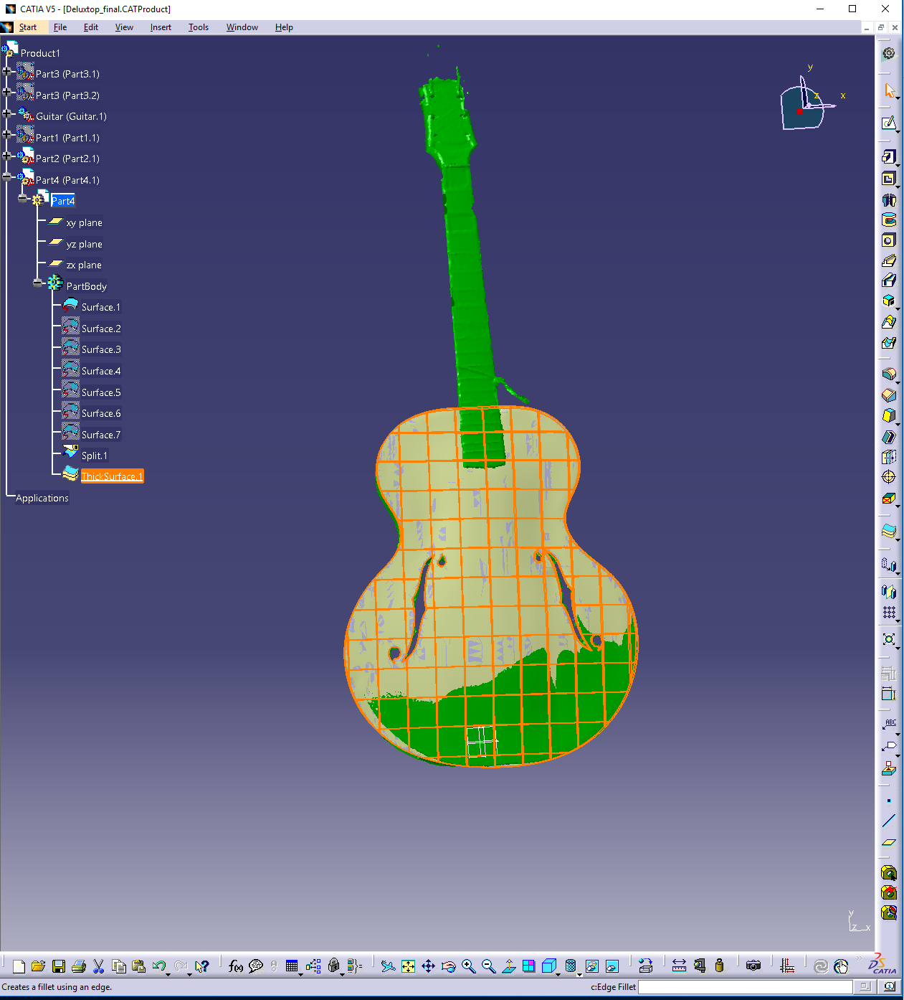 CATIA V5 - [Deluxtop_final.CATProduct]
Start File Edit View Insert Tools Window Help
Product1
Part3 (Part3.1)
Part3 (Part3.2)
Guitar (Guitar.1)
Part1 (Part1.1)
Part2 (Part2.1)
Part4 (Part4.1)
Part4
xy plane
yz plane
zx plane
PartBody
Surface.1
Surface.2
Surface.3
Surface.4
Surface.5
Surface.6
Surface.7
Split.1
ThickSurface.1
Applications
y
z x
ABC
y
z x
f(x)
CATIA
Creates a fillet using an edge.
c:Edge Fillet